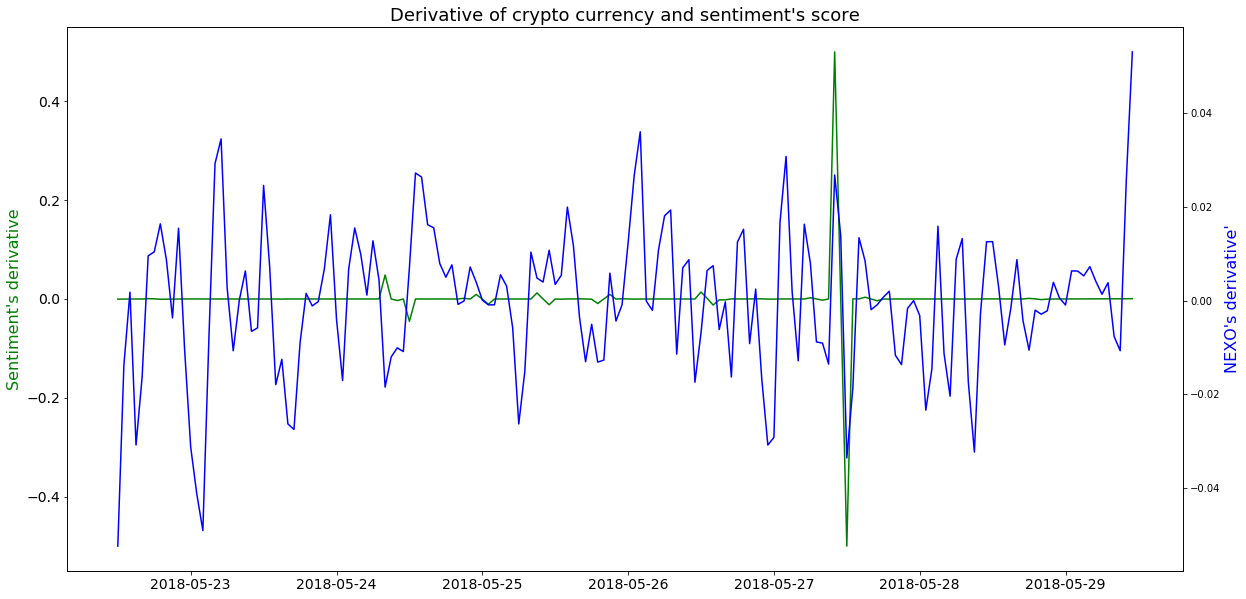 Derivative of crypto currency and sentiment's score
0.4
0.2
0.0
−0.2
−0.4
Sentiment's derivative
0.04
0.02
0.00
−0.02
−0.04
NEXO's derivative'
2018-05-23 2018-05-24 2018-05-25 2018-05-26 2018-05-27 2018-05-28 2018-05-29